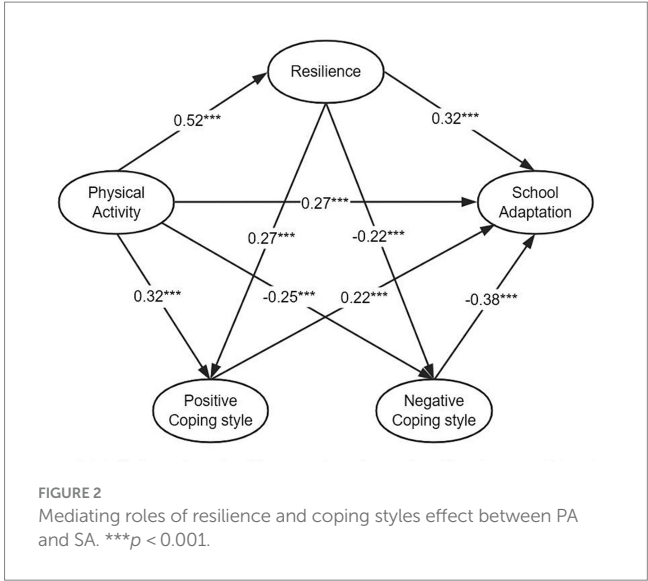 Resilience
0.52***
0.32***
Physical
Activity
School
Adaptation
0.27***
0.27***
-0.22***
0.32***
-0.25***
0.22***
-0.38***
Positive
Coping style
Negative
Coping style
FIGURE 2
Mediating roles of resilience and coping styles effect between PA
and SA. ***p < 0.001.